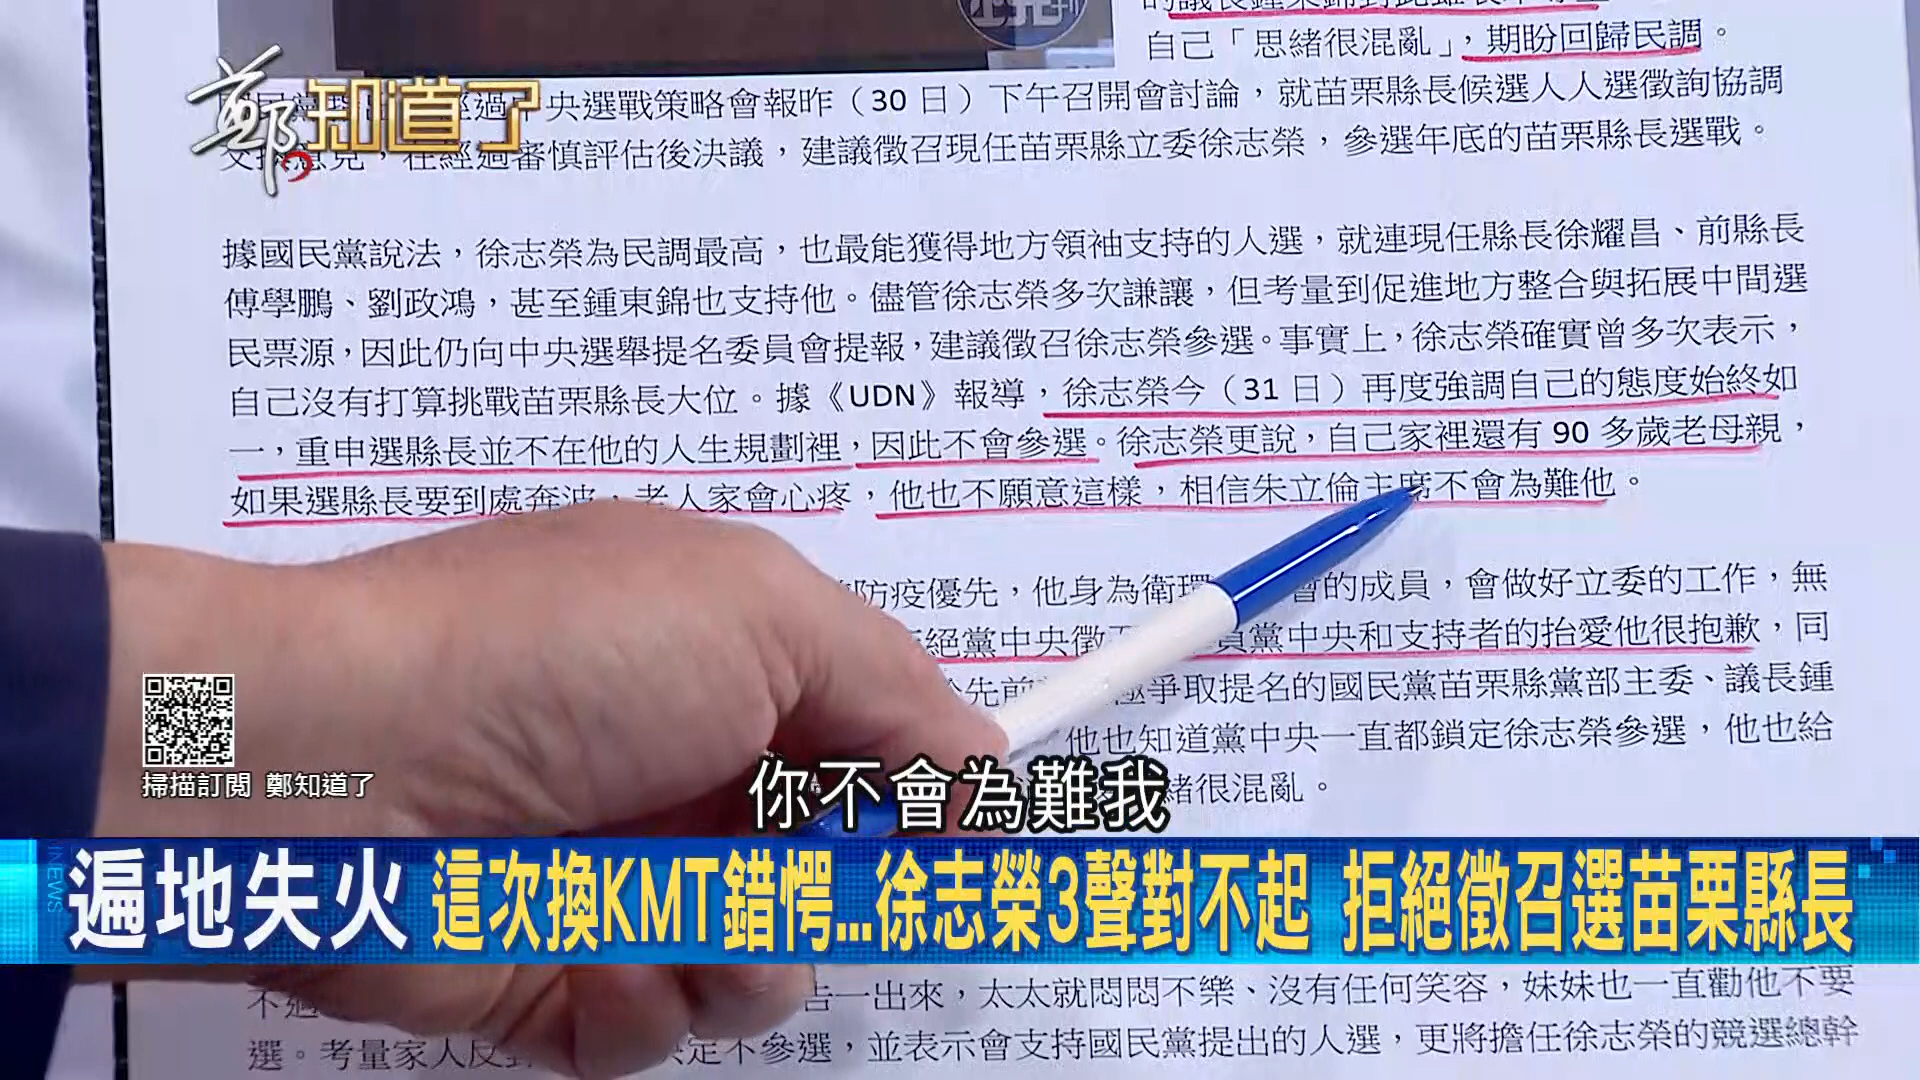 自己「思緒很混亂」，期盼回歸民調。
經過中央選戰策略會報昨（30 日）下午召開會討論，就苗栗縣長候選人人選徵詢協調
在經過審慎評估後決議，建議徵召現任苗栗縣立委徐志榮，參選年底的苗栗縣長選戰。
鄭知道了
據國民黨說法，徐志榮為民調最高，也最能獲得地方領袖支持的人選，就連現任縣長徐耀昌、前縣長
傅學鵬、劉政鴻，甚至鍾東錦也支持他。儘管徐志榮多次謙讓，但考量到促進地方整合與拓展中間選
民票源，因此仍向中央選舉提名委員會提報，建議徵召徐志榮參選。事實上，徐志榮確實曾多次表示，
自己沒有打算挑戰苗栗縣長大位。據《UDN》報導，徐志榮今（31 日）再度強調自己的態度始終如
一，重申選縣長並不在他的人生規劃裡，因此不會參選。徐志榮更說，自己家裡還有 90 多歲老母親，
如果選縣長要到處奔波，老人家會心疼，他也不願意這樣，相信朱立倫主席不會為難他。
防疫優先，他身為衛環 的成員，會做好立委的工作，無
絕黨中央徵 黨中央和支持者的抬愛他很抱歉，同
先前 爭取提名的國民黨苗栗縣黨部主委、議長鍾
他也知道黨中央一直都鎖定徐志榮參選，他也給
緒很混亂。
掃描訂閱 鄭知道了
你不會為難我
NEWS
遍地失火 這次換KMT錯愕...徐志榮3聲對不起 拒絕徵召選苗栗縣長
一出來，太太就悶悶不樂、沒有任何笑容，妹妹也一直勸他不要
選。考量家人反 定不參選，並表示會支持國民黨提出的人選，更將擔任徐志榮的競選總幹